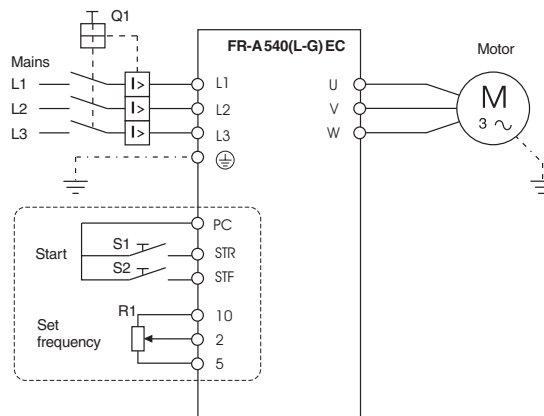 Q1
FR-A 540(L-G) EC
Motor
Mains
L1
L2
L3
I>
I>
I>
L1
L2
L3
U
V
W
M
3 ~
PC
Start
S1
STR
S2
STF
R1
10
Set
frequency
2
5